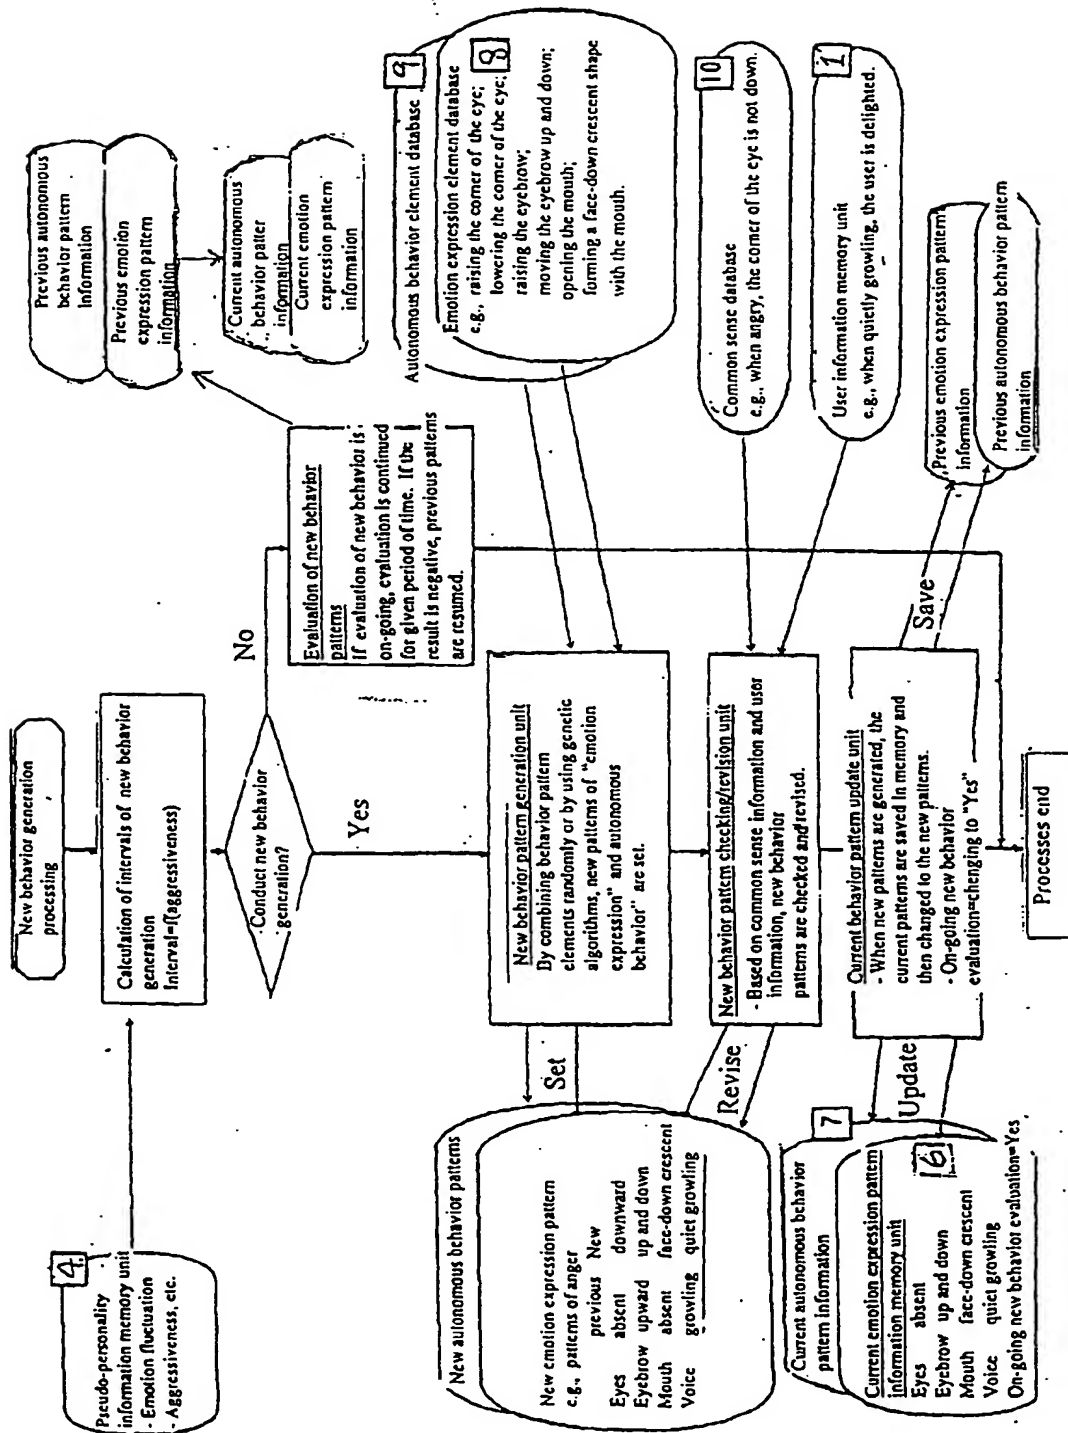 New behavior generation
processing
4
Pseudo-personality
information memory unit
- Emotion fluctuation
- Aggressiveness, etc.
Calculation of intervals of new behavior
generation
Interval=f(aggressiveness)
Conduct new behavior
generation?
No
Yes
Evaluation of new behavior
patterns
If evaluation of new behavior is
on-going, evaluation is continued
for given period of time. If the
result is negative, previous patterns
are resumed.
Previous autonomous
behavior pattern
Information
Previous emotion
expression pattern
information
Current autonomous
behavior patter
information
Current emotion
expression pattern
information
9
Autonomous behavior element database
8
Emotion expression element database
e.g., raising the corner of the eye;
lowering the corner of the eye;
raising the eyebrow;
moving the eyebrow up and down;
opening the mouth;
forming a face-down crescent shape
with the mouth.
New behavior pattern generation unit
By combining behavior pattern
elements randomly or by using genetic
algorithms, new patterns of "emotion
expression" and autonomous
behavior" are set.
Set
New autonomous behavior patterns
New emotion expression pattern
e.g., patterns of anger
previous New
Eyes absent downward
Eyebrow upward up and down
Mouth absent face-down crescent
Voice growling quiet growling
10
Common sense database
e.g., when angry, the corner of the eye is not down.
1
User information memory unit
e.g., when quietly growling, the user is delighted.
New behavior pattern checking/revision unit
- Based on common sense information and user
information, new behavior
patterns are checked and revised.
Revise
Current behavior pattern update unit
- When new patterns are generated, the
current patterns are saved in memory and
then changed to the new patterns.
- On-going new behavior
evaluation=chenging to "Yes"
Save
Previous emotion expression pattern
information
Previous autonomous behavior pattern
information
Update
7
Current autonomous behavior
pattern information
6
Current emotion expression pattern
information memory unit
Eyes absent
Eyebrow up and down
Mouth face-down crescent
Voice quiet growling
On-going new behavior evaluation=Yes
Processes end